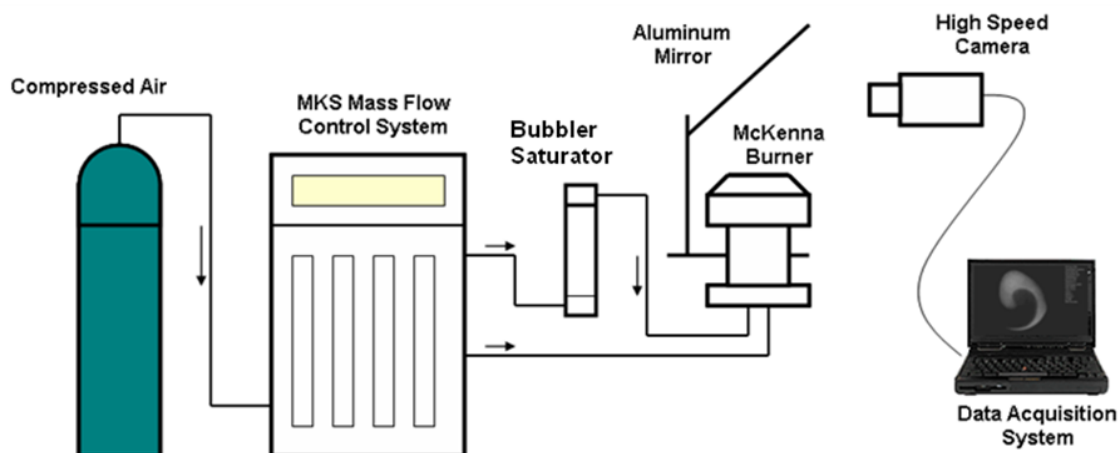 Compressed Air
MKS Mass Flow
Control System
Bubbler
Saturator
Aluminum
Mirror
McKenna
Burner
High Speed
Camera
Data Acquisition
System